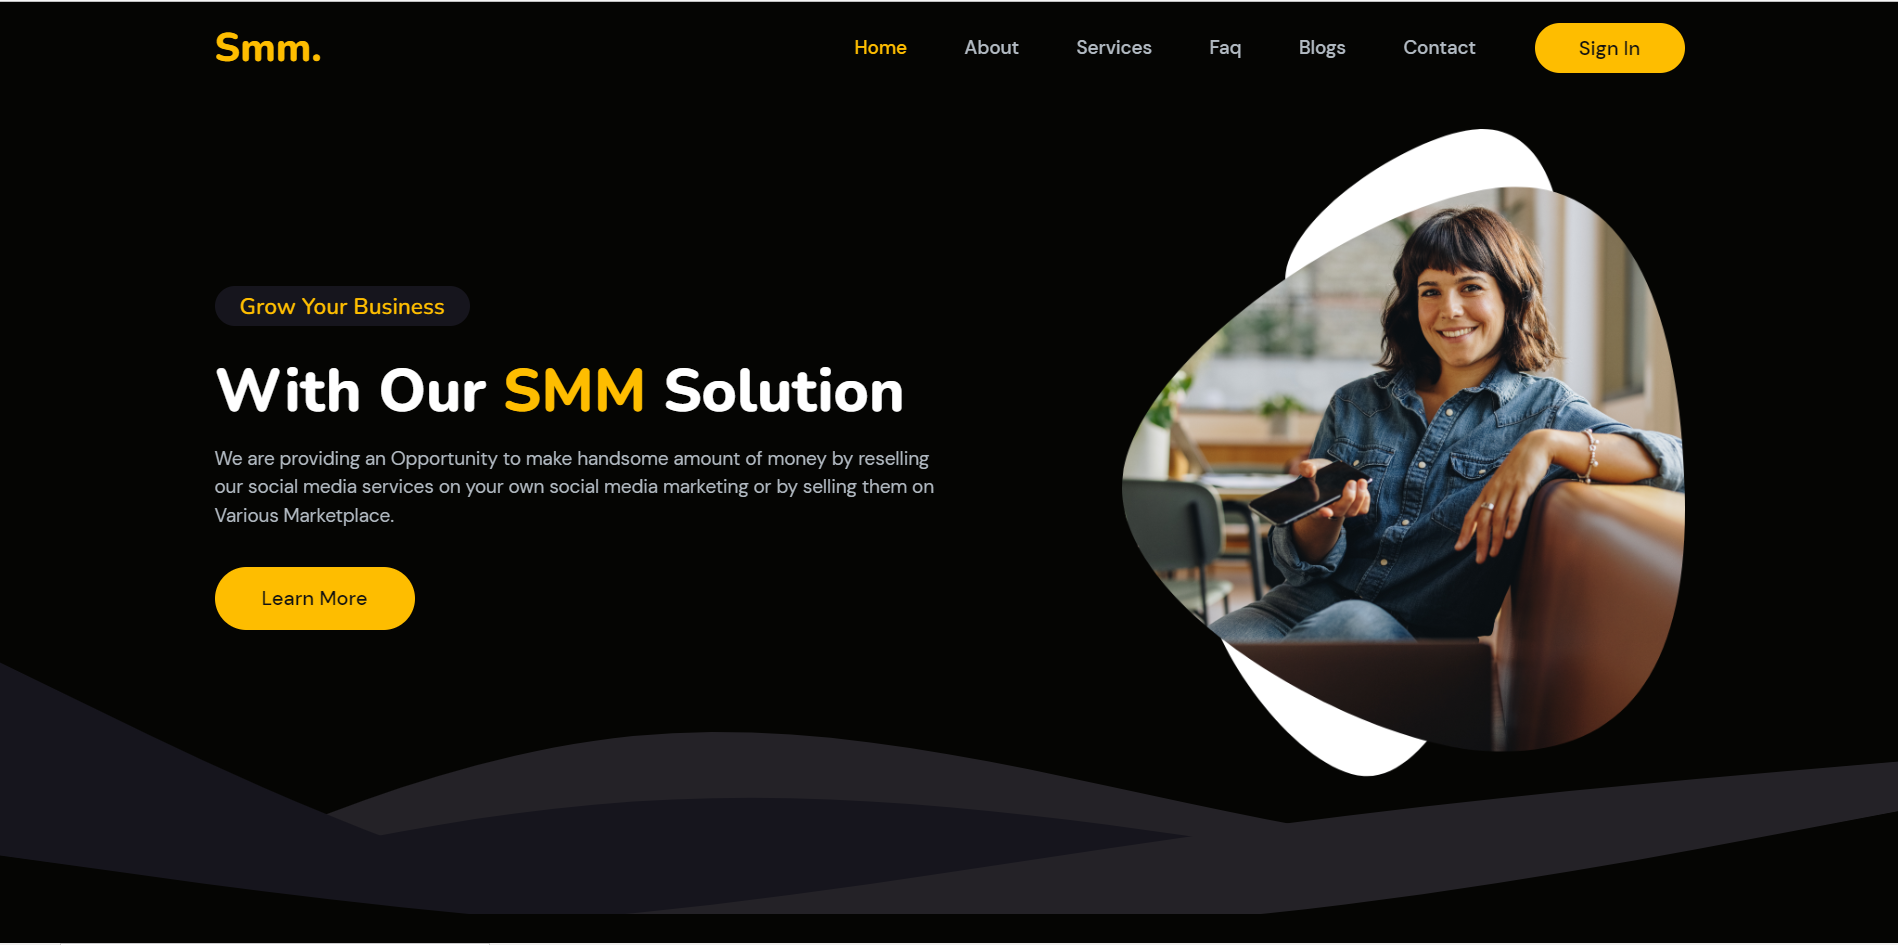 Smm.
Home About Services Faq Blogs Contact Sign In
Grow Your Business
With Our SMM Solution
We are providing an Opportunity to make handsome amount of money by reselling
our social media services on your own social media marketing or by selling them on
Various Marketplace.
Learn More